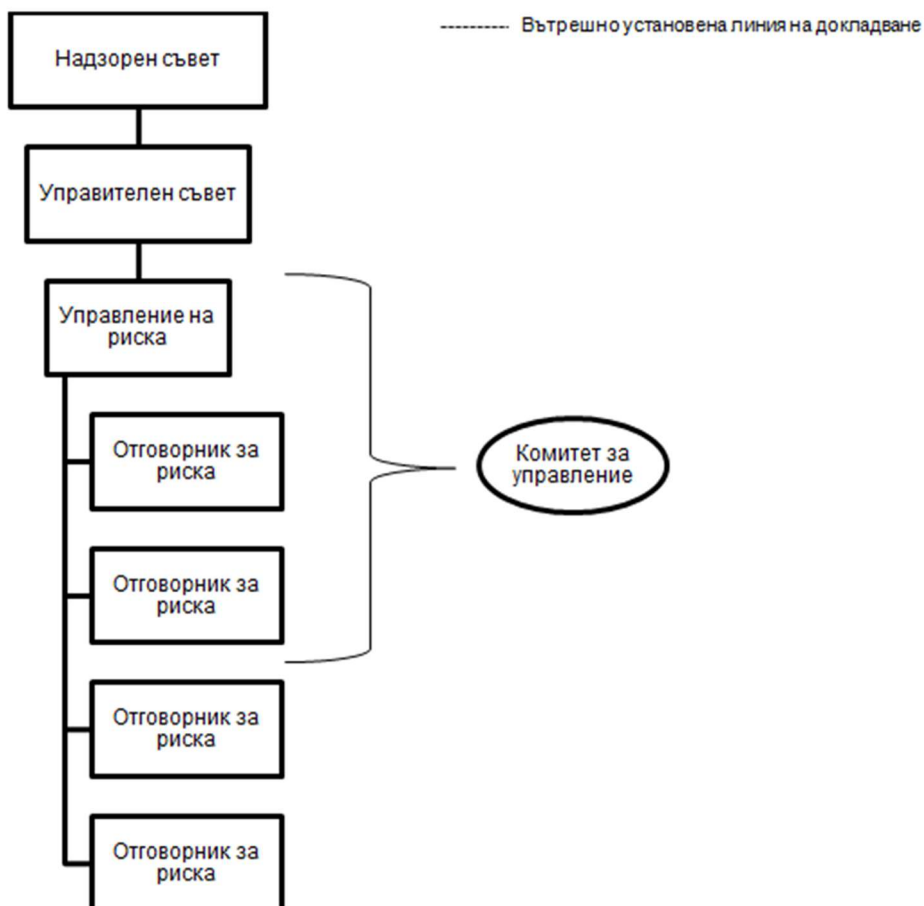 Вътрешно установена линия на докладване
Надзорен съвет
Управителен съвет
Управление на
риска
Отговорник за
риска
Комитет за
управление
Отговорник за
риска
Отговорник за
риска
Отговорник за
риска